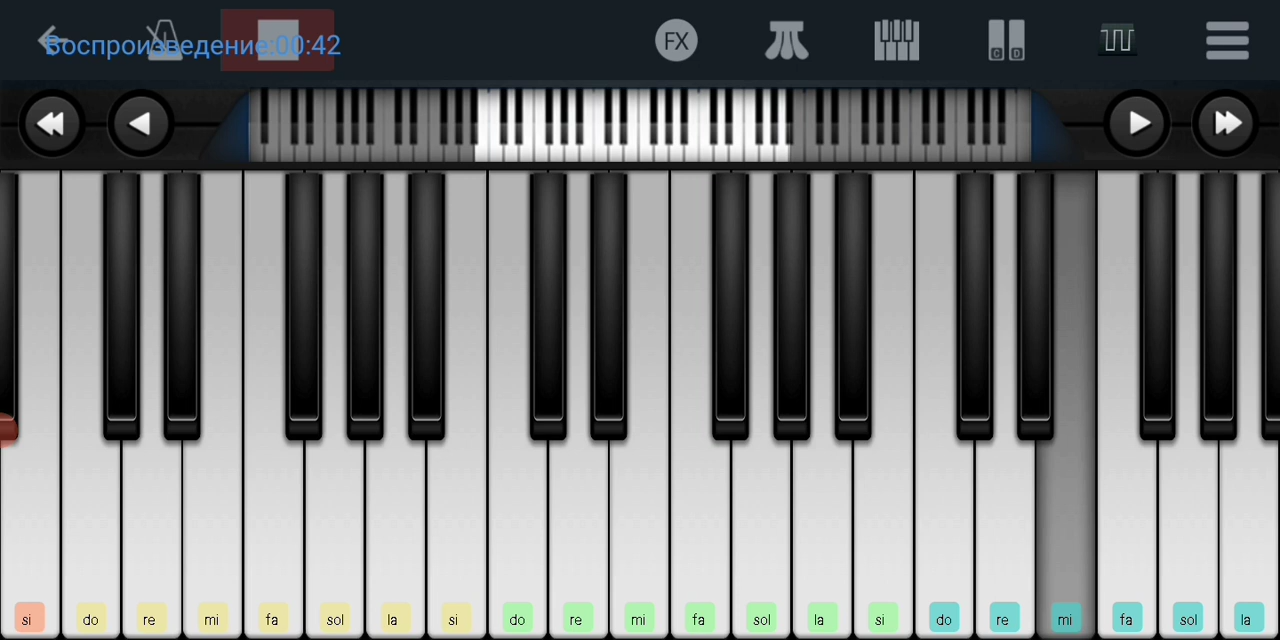 Воспроизведение:00:42
FX
C D
si do re mi fa sol la si do re mi fa sol la si do re mi fa sol la